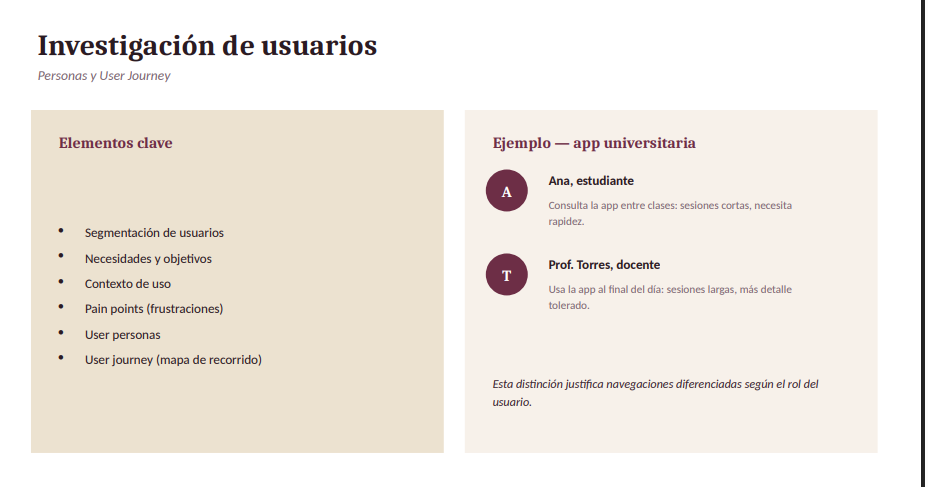 Investigación de usuarios
Personas y User Journey
Elementos clave
• Segmentación de usuarios
• Necesidades y objetivos
• Contexto de uso
• Pain points (frustraciones)
• User personas
• User journey (mapa de recorrido)
Ejemplo — app universitaria
A
Ana, estudiante
Consulta la app entre clases: sesiones cortas, necesita
rapidez.
T
Prof. Torres, docente
Usa la app al final del día: sesiones largas, más detalle
tolerado.
Esta distinción justifica navegaciones diferenciadas según el rol del
usuario.